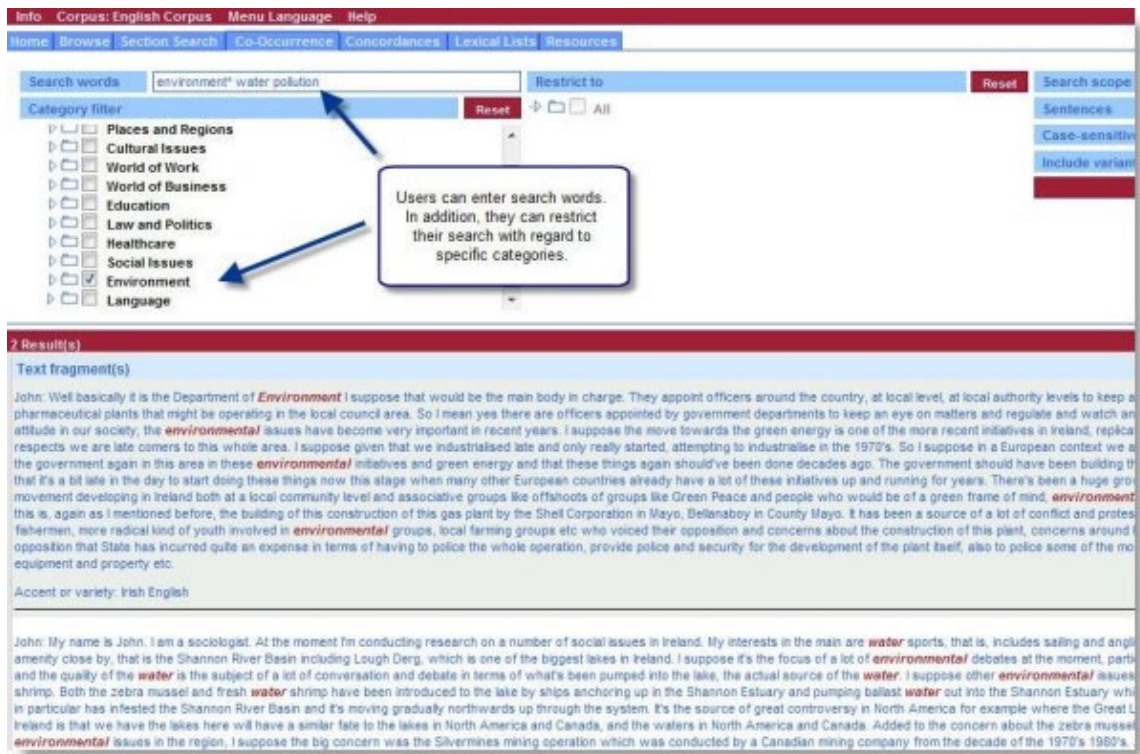 Info Corpus: English Corpus Menu Language Help
Home Browse Section Search Co-Occurrence Concordances Lexical Lists Resources
Search words environment* water pollution Restrict to Reset Search scope
Category filter Reset All Sentences
Places and Regions Case-sensitiv
Cultural Issues Include varian
World of Work
World of Business
Education
Law and Politics
Healthcare
Social Issues
Environment
Language
Users can enter search words.
In addition, they can restrict
their search with regard to
specific categories.
2 Result(s)
Text fragment(s)
John: Well basically it is the Department of Environment I suppose that would be the main body in charge. They appoint officers around the country, at local level, at local authority levels to keep a
pharmaceutical plants that might be operating in the local council area. So I mean yes there are officers appointed by government departments to keep an eye on matters and regulate and watch an
attitude in our society, the environmental issues have become very important in recent years. I suppose the move towards the green energy is one of the more recent initiatives in Ireland, replica
respects we are late comers to this whole area. I suppose given that we industrialised late and only really started, attempting to industrialise in the 1970's. So I suppose in a European context we a
the government again in this area in these environmental initiatives and green energy and that these things again should've been done decades ago. The government should have been building th
that it's a bit late in the day to start doing these things now this stage when many other European countries already have a lot of these initiatives up and running for years. There's been a huge gro
movement developing in Ireland both at a local community level and associative groups like offshoots of groups like Green Peace and people who would be of a green frame of mind, environment
this is, again as I mentioned before, the building of this construction of this gas plant by the Shell Corporation in Mayo, Bellanaboy in County Mayo. It has been a source of a lot of conflict and protes
fishermen, more radical kind of youth involved in environmental groups, local farming groups etc who voiced their opposition and concerns about the construction of this plant, concerns around
opposition that State has incurred quite an expense in terms of having to police the whole operation, provide police and security for the development of the plant itself, also to police some of the mo
equipment and property etc.
Accent or variety: Irish English
John: My name is John. I am a sociologist. At the moment I'm conducting research on a number of social issues in Ireland. My interests in the main are water sports, that is, includes sailing and angli
amenity close by, that is the Shannon River Basin including Lough Derg, which is one of the biggest lakes in Ireland. I suppose it's the focus of a lot of environmental debates at the moment, parti
and the quality of the water is the subject of a lot of conversation and debate in terms of what's been pumped into the lake, the actual source of the water. I suppose other environmental issues
shrimp. Both the zebra mussel and fresh water shrimp have been introduced to the lake by ships anchoring up in the Shannon Estuary and pumping ballast water out into the Shannon Estuary whi
in particular has infested the Shannon River Basin and it's moving gradually northwards up through the system. It's the source of great controversy in North America for example where the Great L
Ireland is that we have the lakes here will have a similar fate to the lakes in North America and Canada, and the waters in North America and Canada. Added to the concern about the zebra mussel
environmental issues in the region, I suppose the big concern was the Silvermines mining operation which was conducted by a Canadian mining company from the decade of the 1970's 1980's.